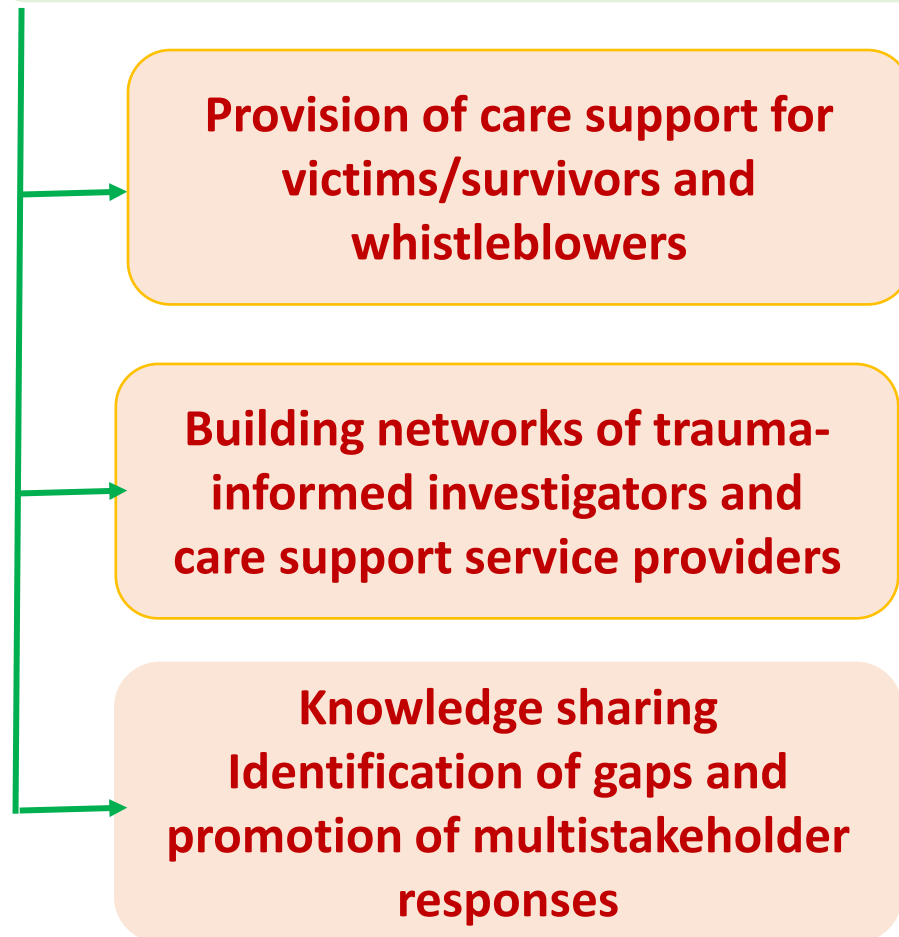 Provision of care support for
victims/survivors and
whistleblowers
Building networks of trauma-
informed investigators and
care support service providers
Knowledge sharing
Identification of gaps and
promotion of multistakeholder
responses